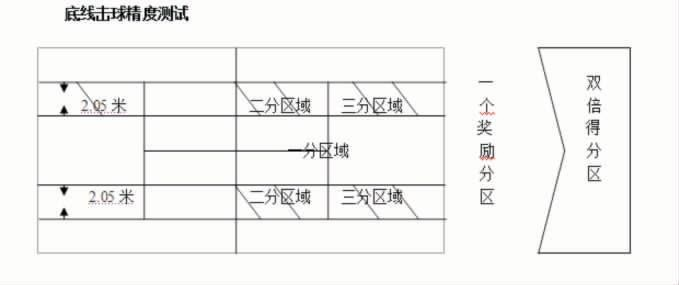 底线击球精度测试
2.05 米
二分区域
三分区域
一分区域
2.05 米
二分区域
三分区域
一个奖励分区
双倍得分区